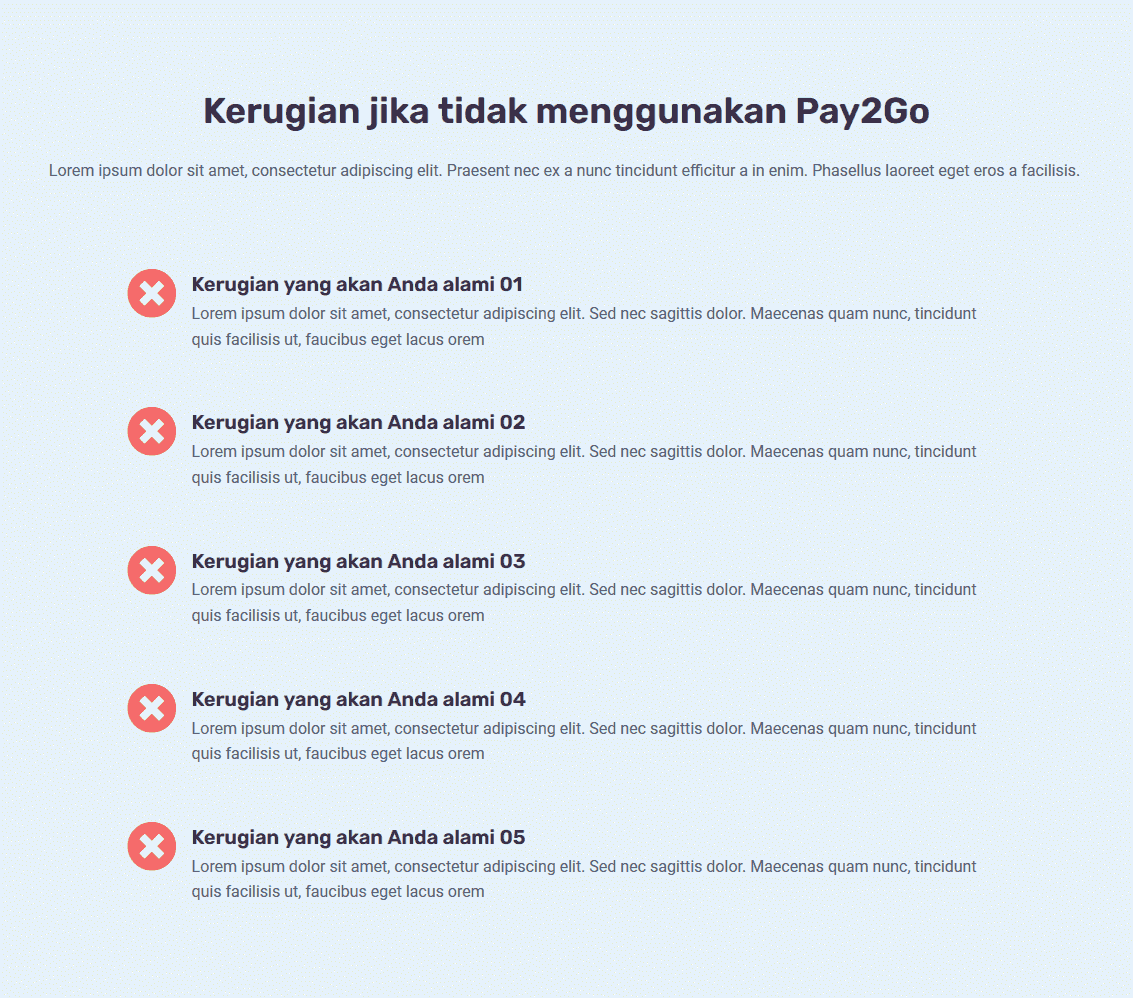 Kerugian jika tidak menggunakan Pay2Go
Lorem ipsum dolor sit amet, consectetur adipiscing elit. Praesent nec ex a nunc tincidunt efficitur a in enim. Phasellus laoreet eget eros a facilisis.
Kerugian yang akan Anda alami 01
Lorem ipsum dolor sit amet, consectetur adipiscing elit. Sed nec sagittis dolor. Maecenas quam nunc, tincidunt
quis facilisis ut, faucibus eget lacus orem
Kerugian yang akan Anda alami 02
Lorem ipsum dolor sit amet, consectetur adipiscing elit. Sed nec sagittis dolor. Maecenas quam nunc, tincidunt
quis facilisis ut, faucibus eget lacus orem
Kerugian yang akan Anda alami 03
Lorem ipsum dolor sit amet, consectetur adipiscing elit. Sed nec sagittis dolor. Maecenas quam nunc, tincidunt
quis facilisis ut, faucibus eget lacus orem
Kerugian yang akan Anda alami 04
Lorem ipsum dolor sit amet, consectetur adipiscing elit. Sed nec sagittis dolor. Maecenas quam nunc, tincidunt
quis facilisis ut, faucibus eget lacus orem
Kerugian yang akan Anda alami 05
Lorem ipsum dolor sit amet, consectetur adipiscing elit. Sed nec sagittis dolor. Maecenas quam nunc, tincidunt
quis facilisis ut, faucibus eget lacus orem